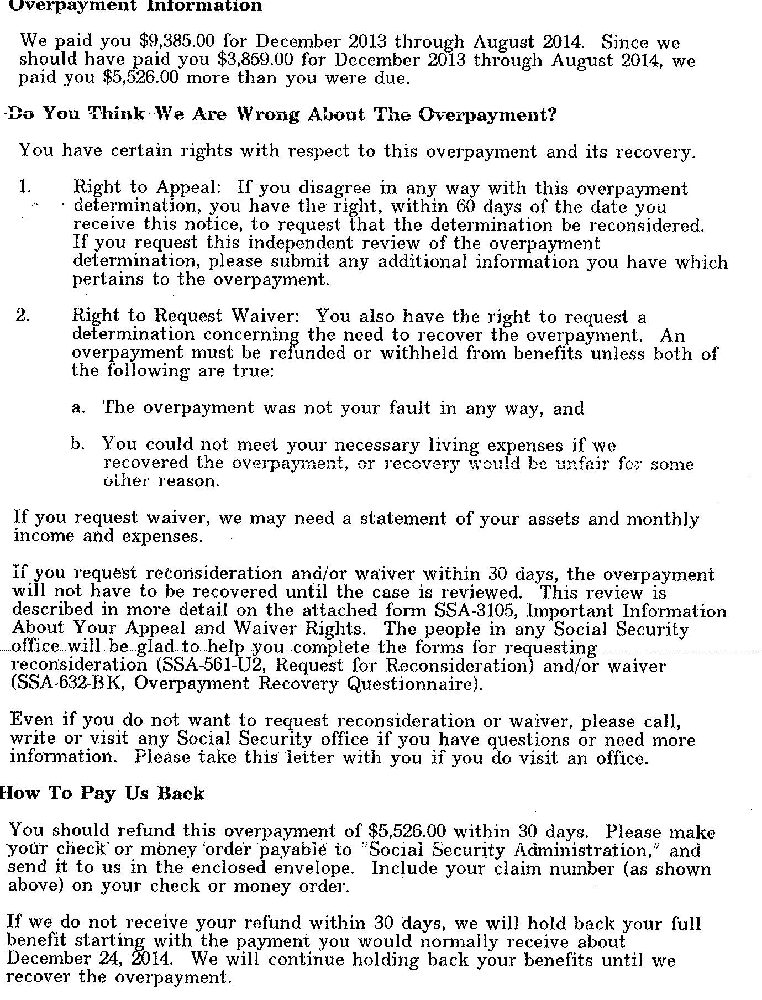 Overpayment Information
We paid you $9,385.00 for December 2013 through August 2014. Since we
should have paid you $3,859.00 for December 2013 through August 2014, we
paid you $5,526.00 more than you were due.
Do You Think We Are Wrong About The Overpayment?
You have certain rights with respect to this overpayment and its recovery.
1. Right to Appeal: If you disagree in any way with this overpayment
determination, you have the right, within 60 days of the date you
receive this notice, to request that the determination be reconsidered.
If you request this independent review of the overpayment
determination, please submit any additional information you have which
pertains to the overpayment.
2. Right to Request Waiver: You also have the right to request a
determination concerning the need to recover the overpayment. An
overpayment must be refunded or withheld from benefits unless both of
the following are true:
a. The overpayment was not your fault in any way, and
b. You could not meet your necessary living expenses if we
recovered the overpayment, or recovery would be unfair for some
other reason.
If you request waiver, we may need a statement of your assets and monthly
income and expenses.
If you request reconsideration and/or waiver within 30 days, the overpayment
will not have to be recovered until the case is reviewed. This review is
described in more detail on the attached form SSA-3105, Important Information
About Your Appeal and Waiver Rights. The people in any Social Security
office will be glad to help you complete the forms for requesting
reconsideration (SSA-561-U2, Request for Reconsideration) and/or waiver
(SSA-632-BK, Overpayment Recovery Questionnaire).
Even if you do not want to request reconsideration or waiver, please call,
write or visit any Social Security office if you have questions or need more
information. Please take this letter with you if you do visit an office.
How To Pay Us Back
You should refund this overpayment of $5,526.00 within 30 days. Please make
your check or money order payable to "Social Security Administration," and
send it to us in the enclosed envelope. Include your claim number (as shown
above) on your check or money order.
If we do not receive your refund within 30 days, we will hold back your full
benefit starting with the payment you would normally receive about
December 24, 2014. We will continue holding back your benefits until we
recover the overpayment.